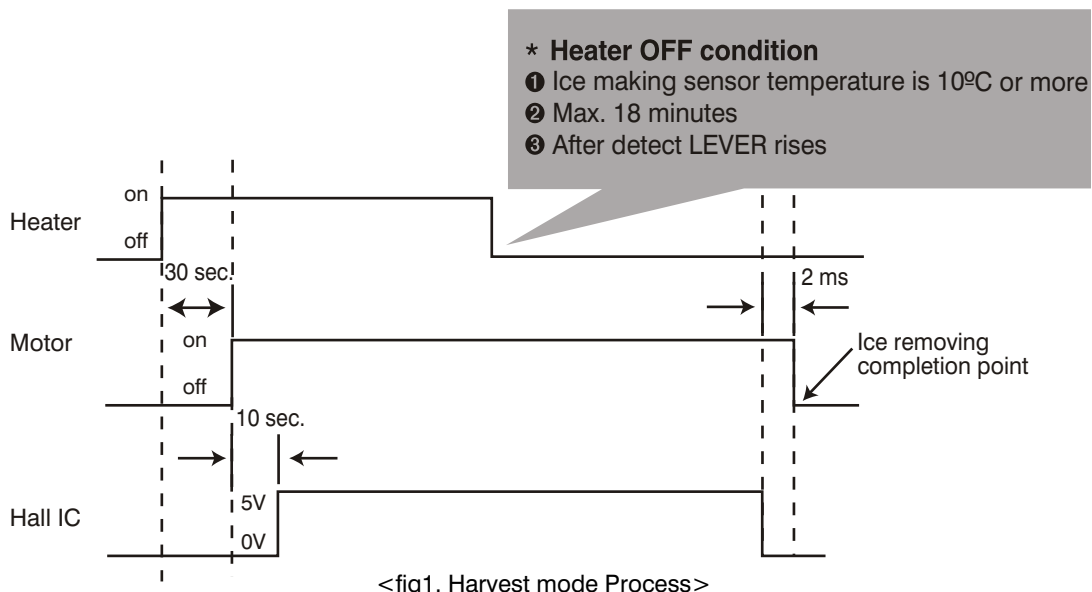 * Heater OFF condition
❶ Ice making sensor temperature is 10ºC or more
❷ Max. 18 minutes
❸ After detect LEVER rises
on
Heater
off
30 sec.
2 ms
Motor
on
Ice removing
completion point
off
10 sec.
5V
Hall IC
0V
<fig1. Harvest mode Process>